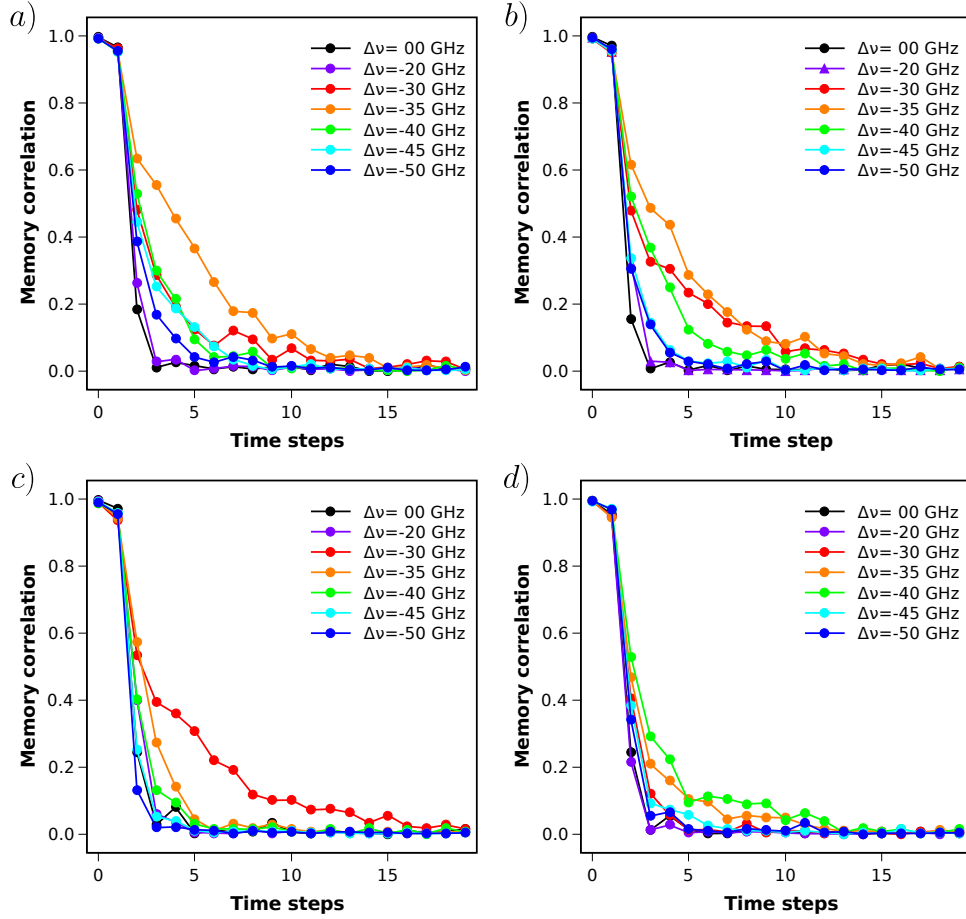 a)
1.0
0.8
0.6
0.4
0.2
0.0
Memory correlation
Δν= 00 GHz
Δν=-20 GHz
Δν=-30 GHz
Δν=-35 GHz
Δν=-40 GHz
Δν=-45 GHz
Δν=-50 GHz
0 5 10 15
Time steps
b)
1.0
0.8
0.6
0.4
0.2
0.0
Memory correlation
Δν= 00 GHz
Δν=-20 GHz
Δν=-30 GHz
Δν=-35 GHz
Δν=-40 GHz
Δν=-45 GHz
Δν=-50 GHz
0 5 10 15
Time step
c)
1.0
0.8
0.6
0.4
0.2
0.0
Memory correlation
Δν= 00 GHz
Δν=-20 GHz
Δν=-30 GHz
Δν=-35 GHz
Δν=-40 GHz
Δν=-45 GHz
Δν=-50 GHz
0 5 10 15
Time steps
d)
1.0
0.8
0.6
0.4
0.2
0.0
Memory correlation
Δν= 00 GHz
Δν=-20 GHz
Δν=-30 GHz
Δν=-35 GHz
Δν=-40 GHz
Δν=-45 GHz
Δν=-50 GHz
0 5 10 15
Time steps